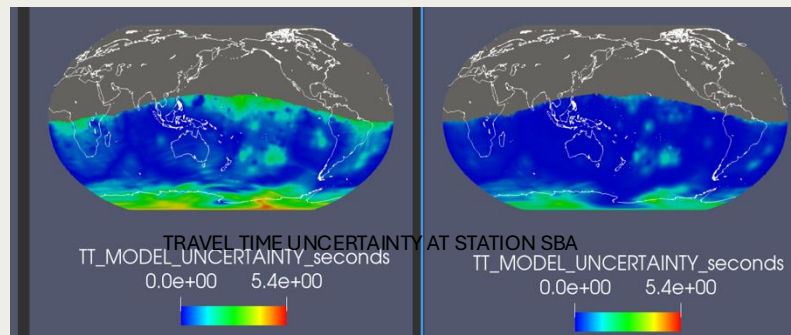 TRAVEL TIME UNCERTAINTY AT STATION SBA
TT_MODEL_UNCERTAINTY_seconds
0.0e+00 5.4e+00
TT_MODEL_UNCERTAINTY_seconds
0.0e+00 5.4e+00